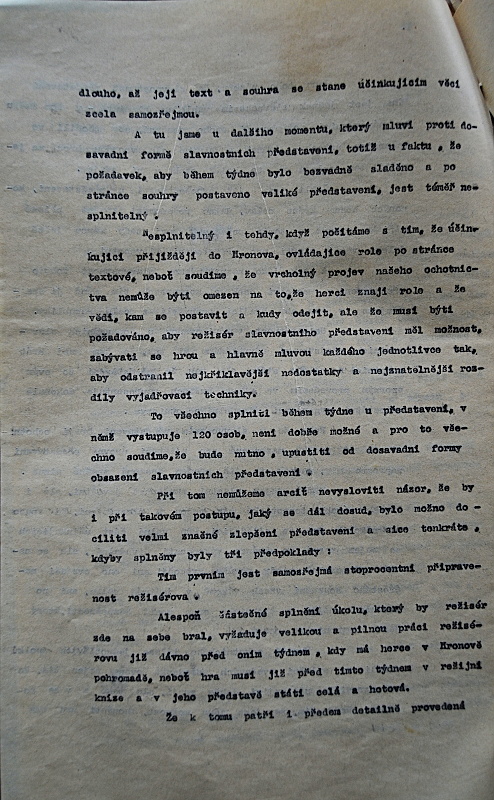 dlouho, až její text a souhra se stane účinkujícím věcí
zcela samozřejmou.
A tu jsme u dalšího momentu, který mluví proti do-
savadní formě slavnostních představení, totiž u faktu, že
požadavek, aby během týdne bylo bezvadně sladěno a po
stránce souhry postaveno veliké představení, jest téměř ne-
splnitelný.
Nesplnitelný i tehdy, když počítáme s tím, že účin-
kující přijíždějí do Hronova, ovládajíce role po stránce
textové, neboť soudíme, že vrcholný projev našeho ochotnic-
tva nemůže býti omezen na to, že herci znají role a že
vědí, kam se postavit a kudy odejít, ale že musí býti
požadováno, aby režisér slavnostního představení měl možnost,
zabývati se hrou a hlavně mluvou každého jednotlivce tak,
aby odstranil nejkřiklavější nedostatky a nejznatelnější roz-
díly vyjadřovací techniky.
To všechno splniti během týdne u představení, v
němž vystupuje 120 osob, není dobře možné a pro to vše-
chno soudíme, že bude nutno, upustiti od dosavadní formy
obsazení slavnostních představení.
Při tom nemůžeme arciť nevysloviti názor, že by
i při takovém postupu, jaký se dál dosud, bylo možno do-
cíliti velmi značné zlepšení představení a sice tenkráte,
kdyby splněny byly tři předpoklady:
Tím prvním jest samozřejmá stoprocentní připrave-
nost režisérova.
Alespoň částečné splnění úkolu, který by režisér
zde na sebe bral, vyžaduje velikou a pilnou práci režisé-
rovu již dávno před oním týdnem, kdy má herce v Hronově
pohromadě, neboť hra musí již před tímto týdnem v režijní
knize a v jeho představě státi celá a hotová.
Že k tomu patří i předem detailně provedená